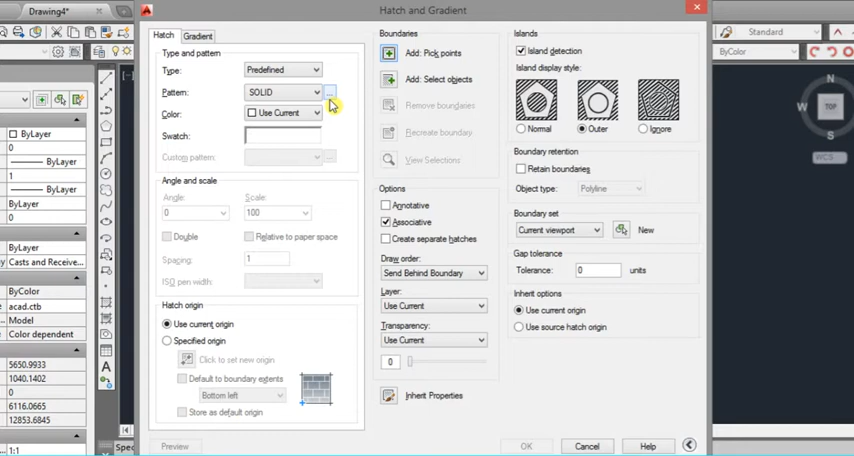 Drawing4*
Hatch and Gradient
Special
ByColor
ByLayer
0
ByLayer
1
ByLayer
0
ByLayer
Casts and Receive...
ByColor
acad.ctb
Model
Color dependent
5650.9933
1040.1402
0
6116.0665
12853.6845
1:1
[-]
Hatch
Gradient
Type and pattern
Type:
Predefined
Pattern:
SOLID
...
Color:
Use Current
Swatch:
Custom pattern:
...
Angle and scale
Angle:
Scale:
0
100
Double
Relative to paper space
Spacing:
1
ISO pen width:
Hatch origin
Use current origin
Specified origin
Click to set new origin
Default to boundary extents
Bottom left
Store as default origin
Preview
Boundaries
Add: Pick points
Add: Select objects
Remove boundaries
Recreate boundary
View Selections
Options
Annotative
Associative
Create separate hatches
Draw order:
Send Behind Boundary
Layer:
Use Current
Transparency:
Use Current
0
Inherit Properties
Islands
Island detection
Island display style:
Normal
Outer
Ignore
Boundary retention
Retain boundaries
Object type:
Polyline
Boundary set
Current viewport
New
Gap tolerance
Tolerance:
0
units
Inherit options
Use current origin
Use source hatch origin
OK
Cancel
Help
N
W
TOP
S
WCS
Spec